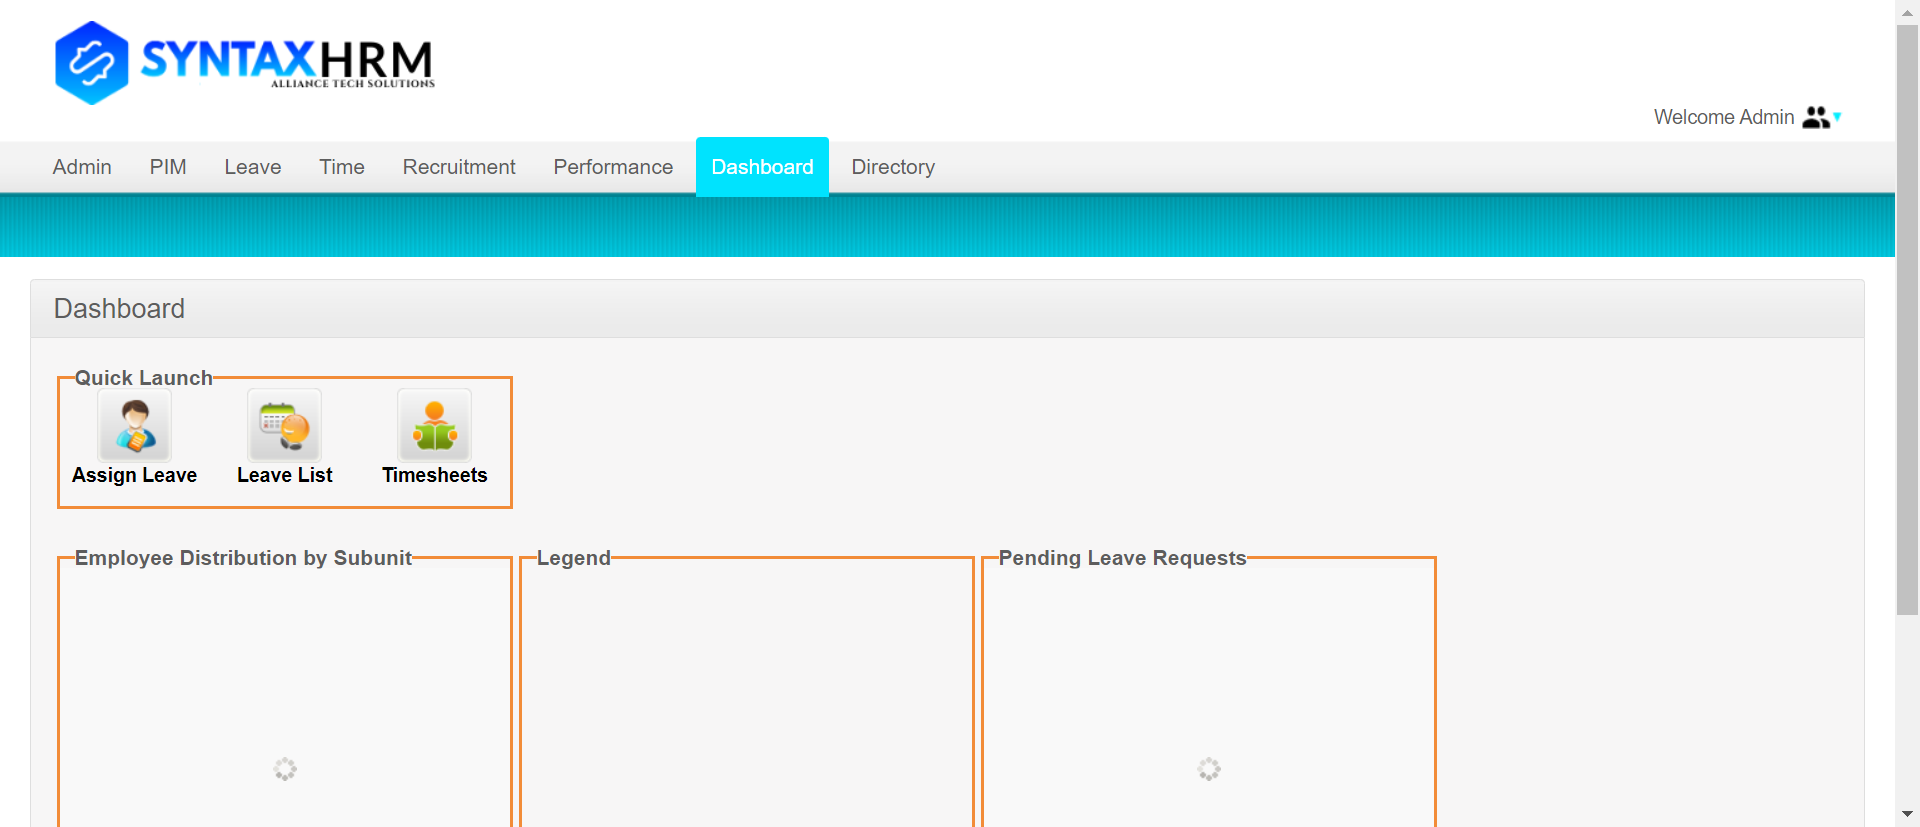 SYNTAXHRM
ALLIANCE TECH SOLUTIONS
Welcome Admin
Admin PIM Leave Time Recruitment Performance Dashboard Directory
Dashboard
Quick Launch
Assign Leave Leave List Timesheets
Employee Distribution by Subunit Legend Pending Leave Requests